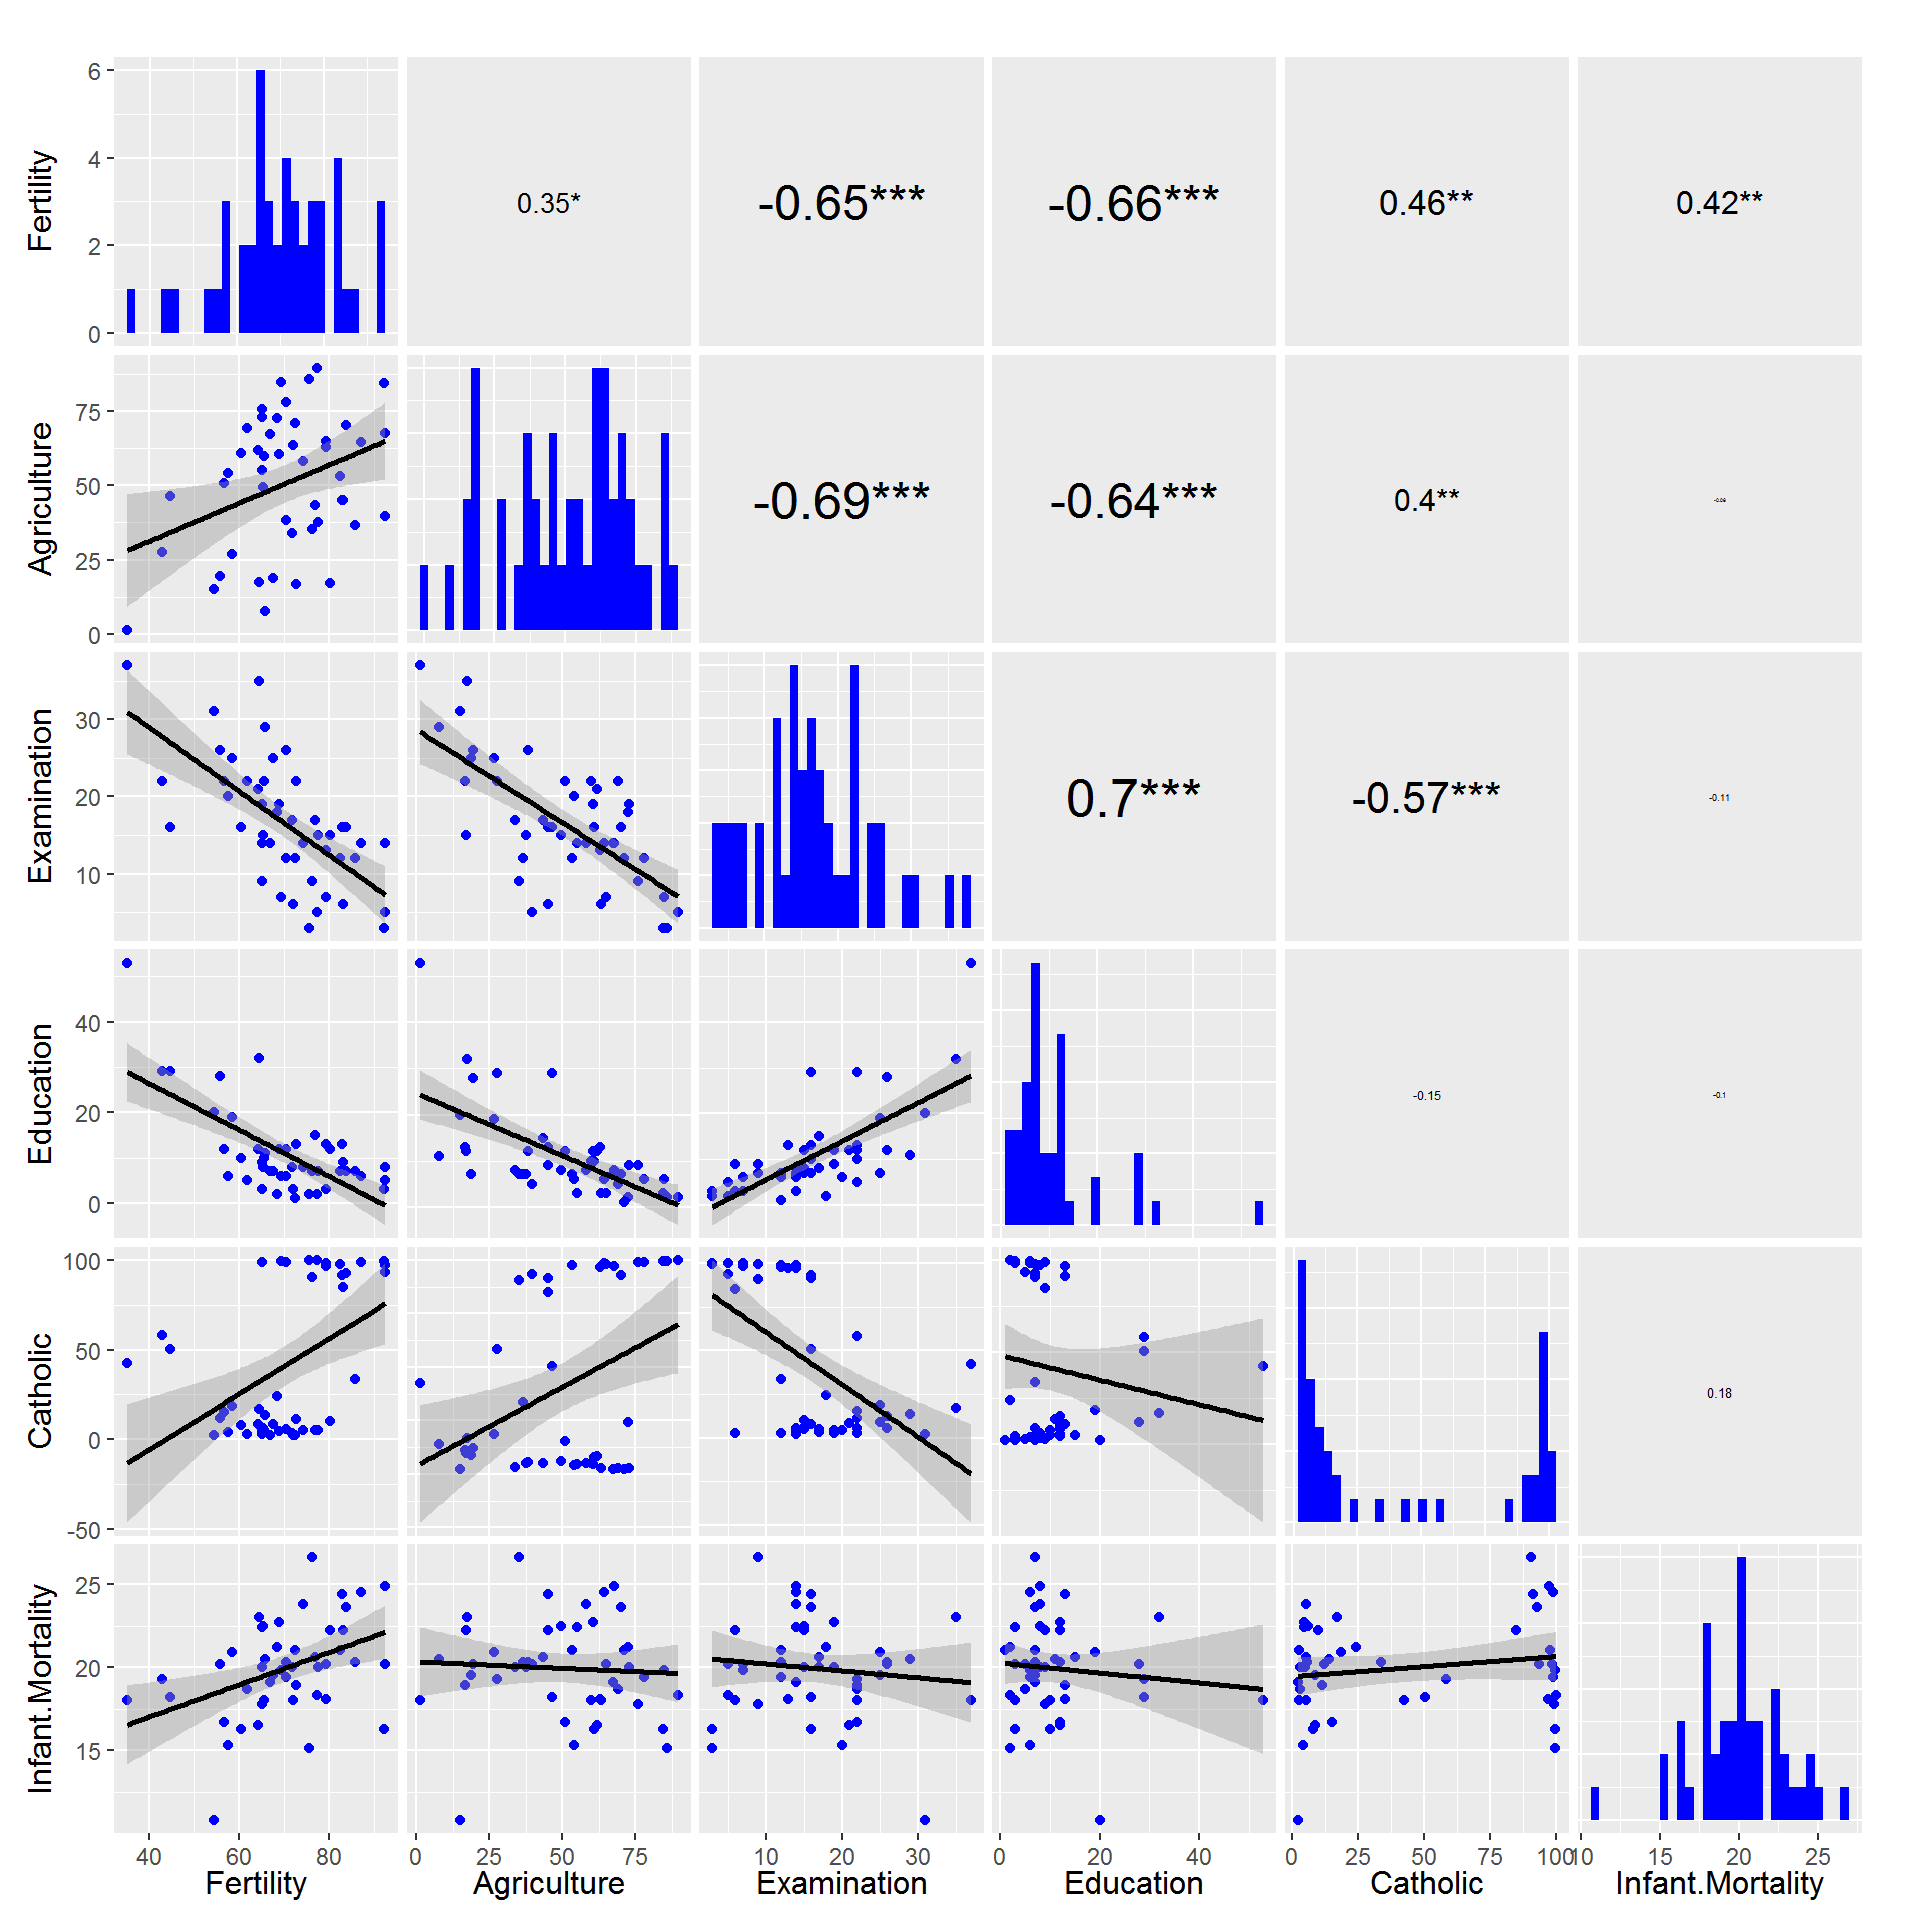 Fertility
6
4
2
0
0.35*
-0.65***
-0.66***
0.46**
0.42**
Agriculture
75
50
25
0
-0.69***
-0.64***
0.4**
Examination
30
20
10
0.7***
-0.57***
-0.11
Education
40
20
0
-0.15
-0.1
Catholic
100
50
0
-50
0.18
Infant.Mortality
25
20
15
40 60 80
0 25 50 75
10 20 30
0 20 40
0 25 50 75 100
10 15 20 25
Fertility Agriculture Examination Education Catholic Infant.Mortality